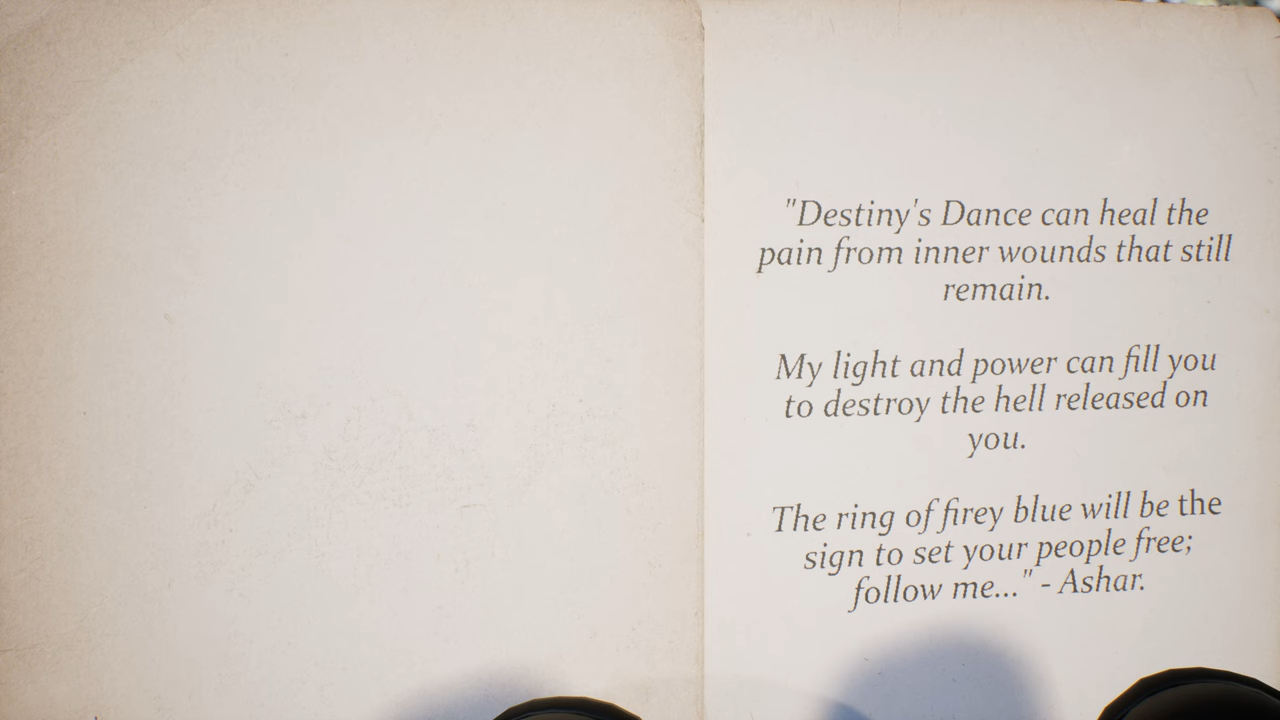 "Destiny's Dance can heal the
pain from inner wounds that still
remain.
My light and power can fill you
to destroy the hell released on
you.
The ring of firey blue will be the
sign to set your people free;
follow me..." - Ashar.